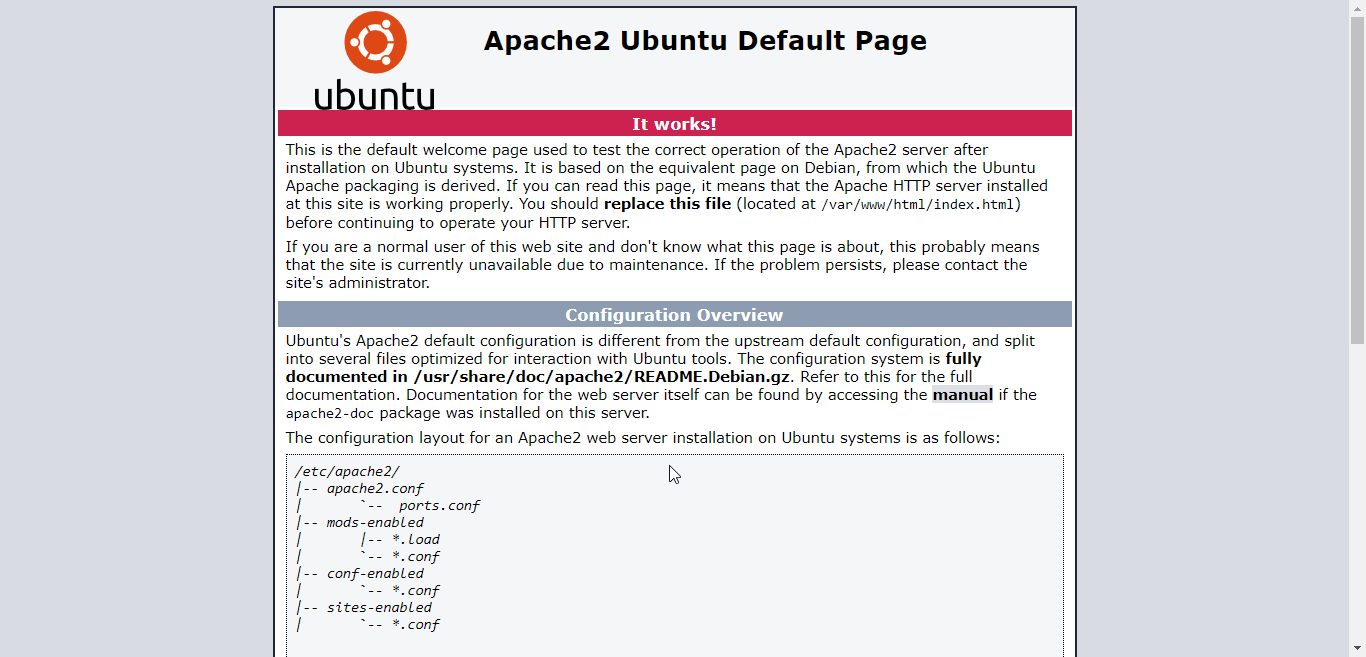 ubuntu
Apache2 Ubuntu Default Page
It works!
This is the default welcome page used to test the correct operation of the Apache2 server after
installation on Ubuntu systems. It is based on the equivalent page on Debian, from which the Ubuntu
Apache packaging is derived. If you can read this page, it means that the Apache HTTP server installed
at this site is working properly. You should replace this file (located at /var/www/html/index.html)
before continuing to operate your HTTP server.
If you are a normal user of this web site and don't know what this page is about, this probably means
that the site is currently unavailable due to maintenance. If the problem persists, please contact the
site's administrator.
Configuration Overview
Ubuntu's Apache2 default configuration is different from the upstream default configuration, and split
into several files optimized for interaction with Ubuntu tools. The configuration system is fully
documented in /usr/share/doc/apache2/README.Debian.gz. Refer to this for the full
documentation. Documentation for the web server itself can be found by accessing the manual if the
apache2-doc package was installed on this server.
The configuration layout for an Apache2 web server installation on Ubuntu systems is as follows:
/etc/apache2/
|-- apache2.conf
|       `--  ports.conf
|-- mods-enabled
|       |-- *.load
|       `-- *.conf
|-- conf-enabled
|       `-- *.conf
|-- sites-enabled
|       `-- *.conf